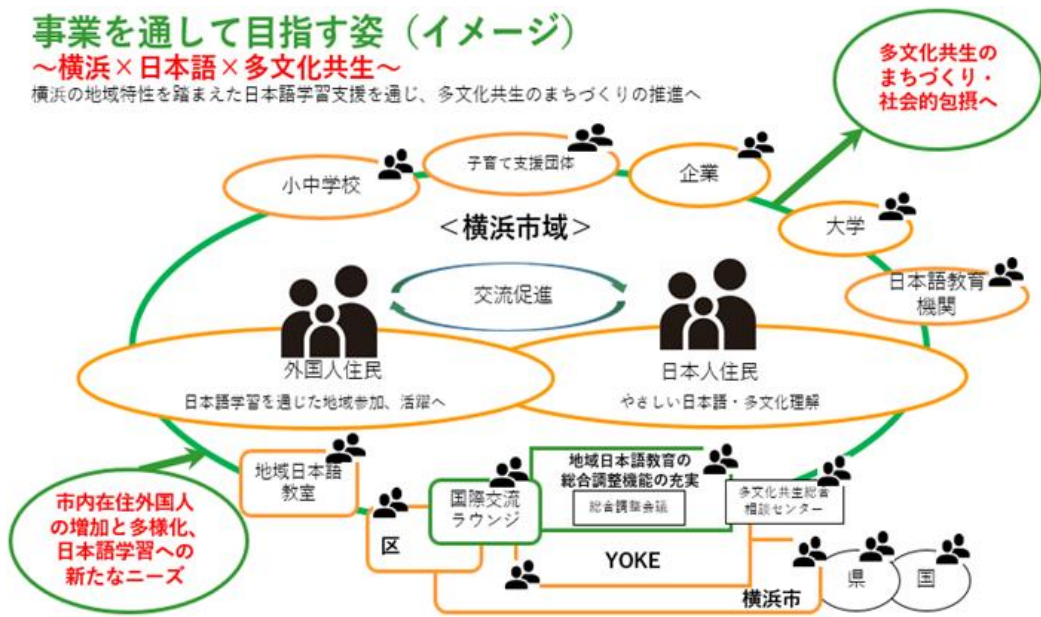 事業を通して目指す姿（イメージ）
～横浜×日本語×多文化共生～
横浜の地域特性を踏まえた日本語学習支援を通じ、多文化共生のまちづくりの推進へ
多文化共生の
まちづくり・
社会的包摂へ
小中学校
子育て支援団体
企業
大学
日本語教育
機関
＜横浜市域＞
交流促進
外国人住民
日本語学習を通じた地域参加、活躍へ
日本人住民
やさしい日本語・多文化理解
地域日本語
教室
国際交流
ラウンジ
地域日本語教育の
総合調整機能の充実
総合調整会議
多文化共生総合
相談センター
市内在住外国人
の増加と多様化、
日本語学習への
新たなニーズ
区
YOKE
横浜市
県
国